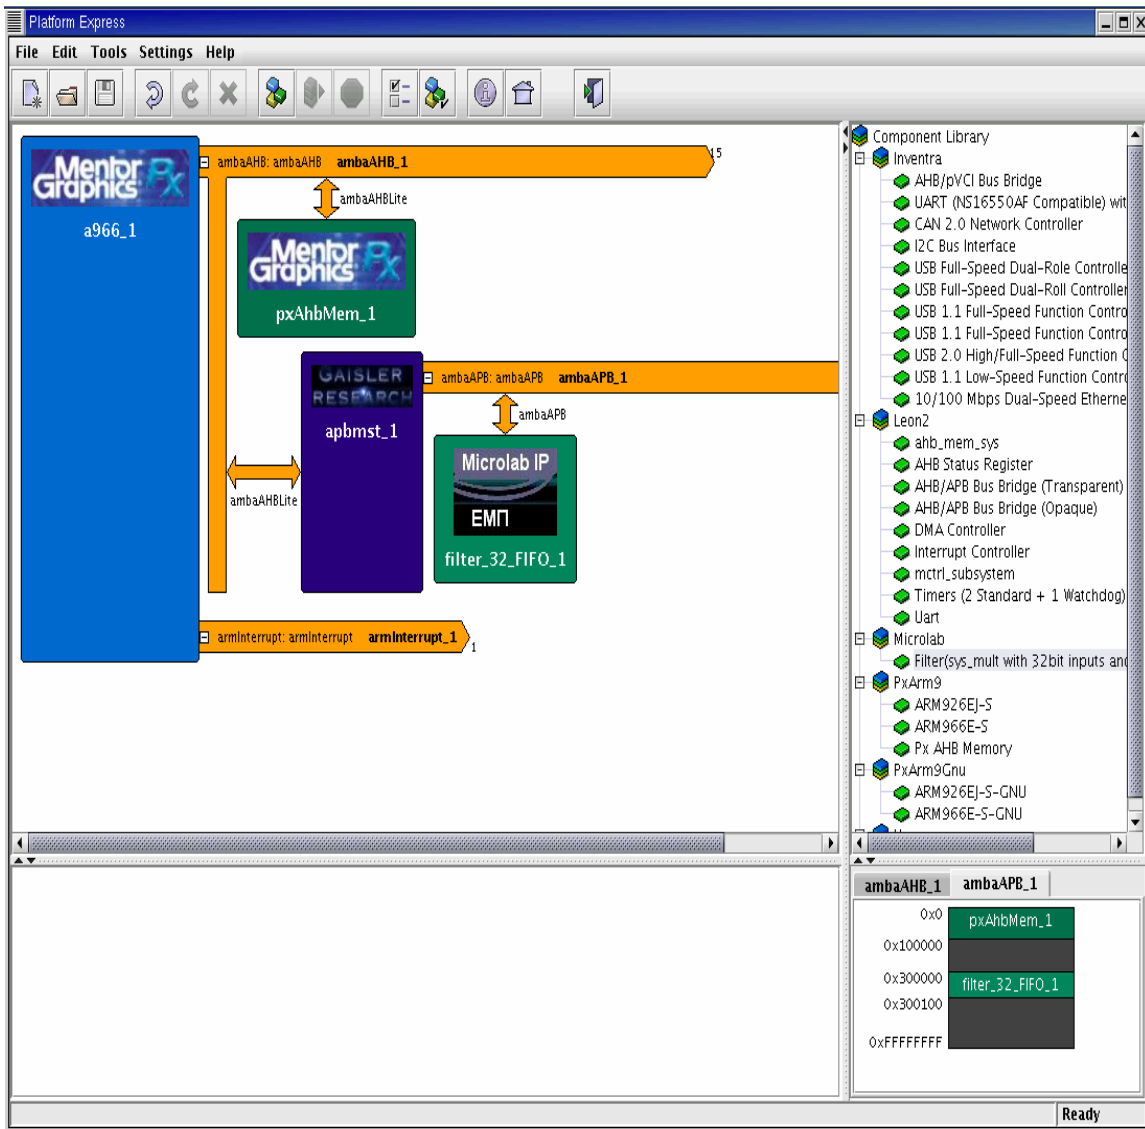 Platform Express
File Edit Tools Settings Help
Mentor
Graphics Px
a966_1
ambaAHB: ambaAHB ambaAHB_1
15
ambaAHBLite
Mentor
Graphics Px
pxAhbMem_1
GAISLER
RESEARCH
apbmst_1
ambaAHBLite
ambaAPB: ambaAPB ambaAPB_1
ambaAPB
Microlab IP
ЕМП
filter_32_FIFO_1
armInterrupt: armInterrupt armInterrupt_1
1
Component Library
Inventra
AHB/pVCI Bus Bridge
UART (NS16550AF Compatible) wit
CAN 2.0 Network Controller
I2C Bus Interface
USB Full-Speed Dual-Role Controlle
USB Full-Speed Dual-Roll Controller
USB 1.1 Full-Speed Function Contro
USB 1.1 Full-Speed Function Contro
USB 2.0 High/Full-Speed Function C
USB 1.1 Low-Speed Function Contro
10/100 Mbps Dual-Speed Etherne
Leon2
ahb_mem_sys
AHB Status Register
AHB/APB Bus Bridge (Transparent)
AHB/APB Bus Bridge (Opaque)
DMA Controller
Interrupt Controller
mctrl_subsystem
Timers (2 Standard + 1 Watchdog)
Uart
Microlab
Filter(sys_mult with 32bit inputs and
PxArm9
ARM926EJ-S
ARM966E-S
Px AHB Memory
PxArm9Gnu
ARM926EJ-S-GNU
ARM966E-S-GNU
ambaAHB_1 ambaAPB_1
0x0
pxAhbMem_1
0x100000
0x300000
filter_32_FIFO_1
0x300100
0xFFFFFFFF
Ready